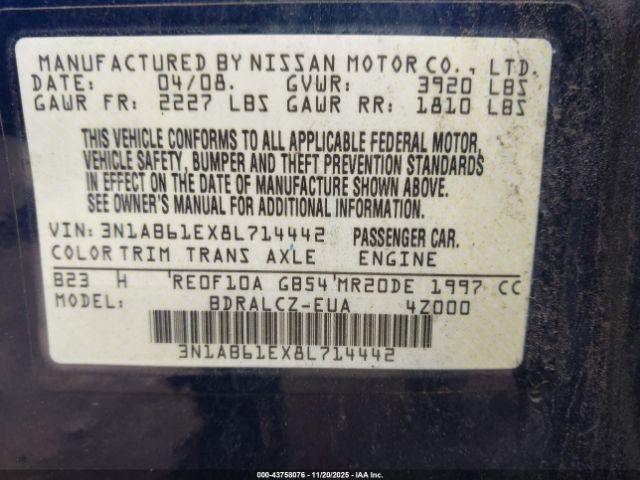 MANUFACTURED BY NISSAN MOTOR CO., LTD.
DATE: 04/08. GVWR: 3920 LBS
GAWR FR: 2227 LBS GAWR RR: 1810 LBS
THIS VEHICLE CONFORMS TO ALL APPLICABLE FEDERAL MOTOR,
VEHICLE SAFETY, BUMPER AND THEFT PREVENTION STANDARDS
IN EFFECT ON THE DATE OF MANUFACTURE SHOWN ABOVE.
SEE OWNER'S MANUAL FOR ADDITIONAL INFORMATION.
VIN: 3N1AB61EX8L714442 PASSENGER CAR.
COLOR TRIM TRANS AXLE ENGINE
B23 H 'RE0F10A GB54'MR20DE 1997 CC
MODEL: BDRALCZ-EUA 4Z000
3N1AB61EX8L714442
000-43758076 - 11/20/2025 - IAA Inc.